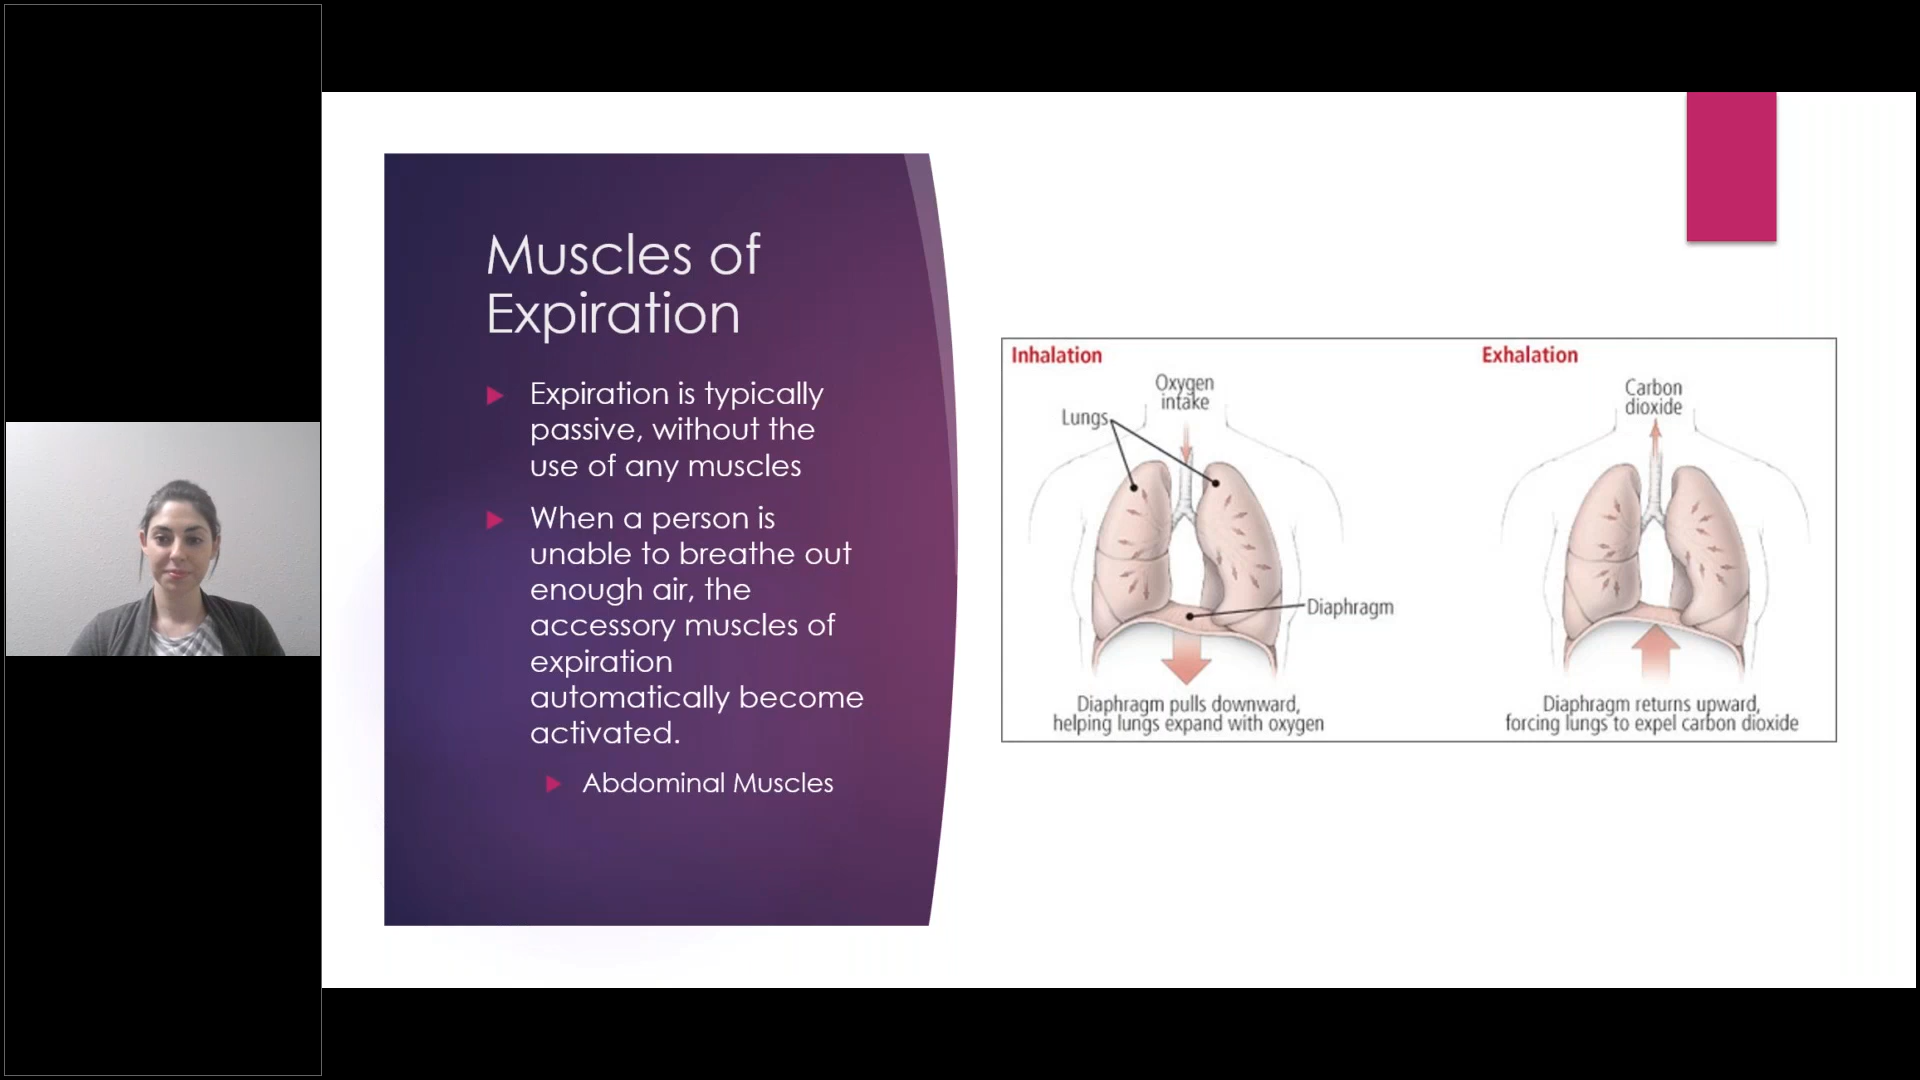 Muscles of
Expiration
Expiration is typically
passive, without the
use of any muscles
When a person is
unable to breathe out
enough air, the
accessory muscles of
expiration
automatically become
activated.
Abdominal Muscles
Inhalation
Oxygen
intake
Lungs
Diaphragm
Diaphragm pulls downward,
helping lungs expand with oxygen
Exhalation
Carbon
dioxide
Diaphragm returns upward,
forcing lungs to expel carbon dioxide